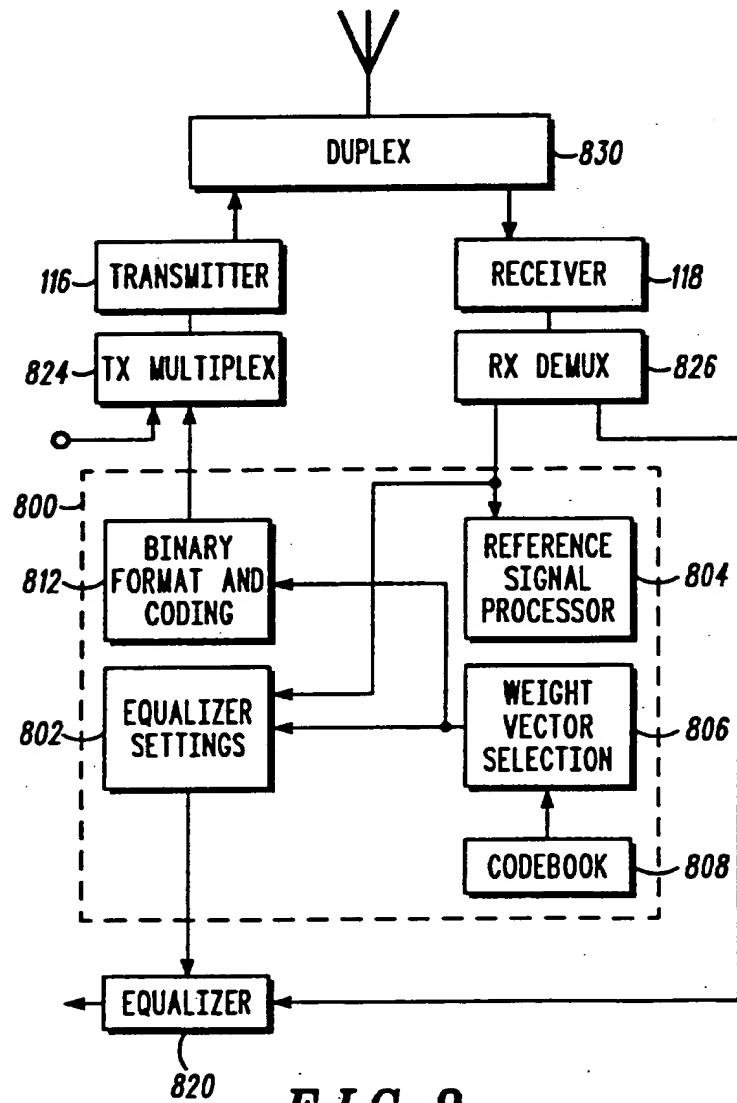 DUPLEX
830
116
TRANSMITTER
RECEIVER
118
824
TX MULTIPLEX
RX DEMUX
826
800
812
BINARY
FORMAT AND
CODING
REFERENCE
SIGNAL
PROCESSOR
804
802
EQUALIZER
SETTINGS
WEIGHT
VECTOR
SELECTION
806
CODEBOOK
808
EQUALIZER
820